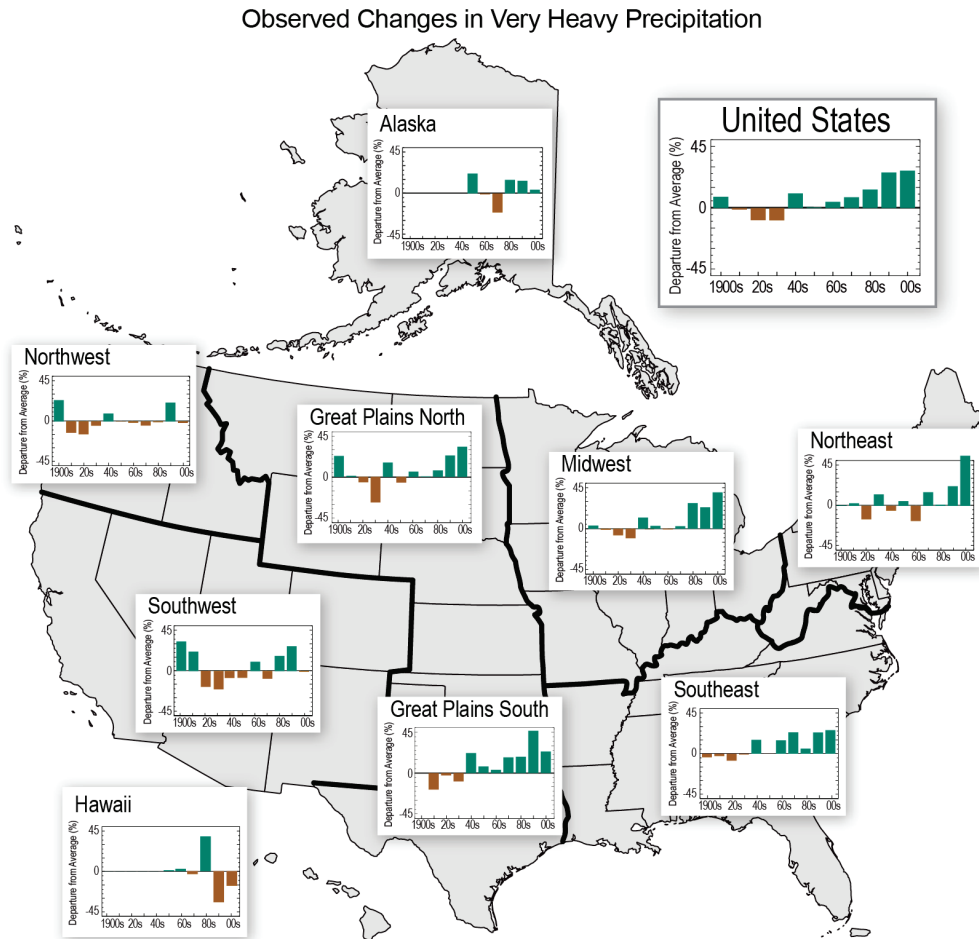 Observed Changes in Very Heavy Precipitation
Alaska
Departure from Average (%)
45
0
-45
1900s 20s 40s 60s 80s 00s
United States
Departure from Average (%)
45
0
-45
1900s 20s 40s 60s 80s 00s
Northwest
Departure from Average (%)
45
0
-45
1900s 20s 40s 60s 80s 00s
Great Plains North
Departure from Average (%)
45
0
-45
1900s 20s 40s 60s 80s 00s
Midwest
Departure from Average (%)
45
0
-45
1900s 20s 40s 60s 80s 00s
Northeast
Departure from Average (%)
45
0
-45
1900s 20s 40s 60s 80s 00s
Southwest
Departure from Average (%)
45
0
-45
1900s 20s 40s 60s 80s 00s
Great Plains South
Departure from Average (%)
45
0
-45
1900s 20s 40s 60s 80s 00s
Southeast
Departure from Average (%)
45
0
-45
1900s 20s 40s 60s 80s 00s
Hawaii
Departure from Average (%)
45
0
-45
1900s 20s 40s 60s 80s 00s